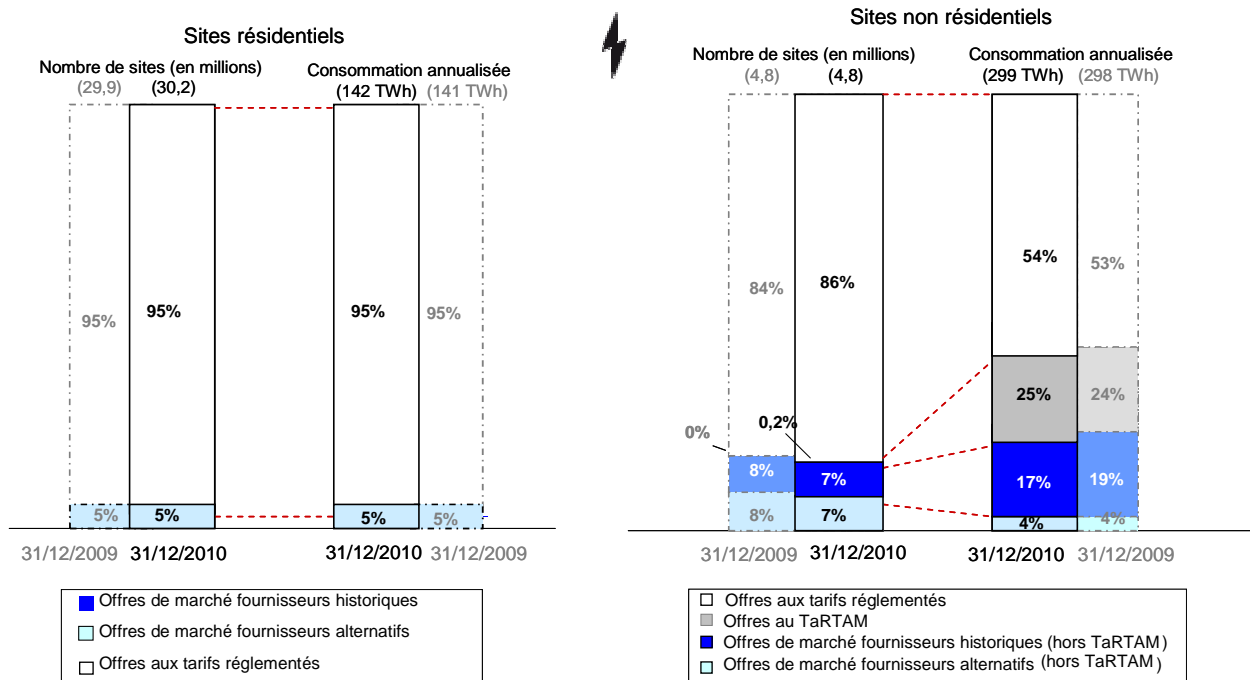 Sites résidentiels
Nombre de sites (en millions)
Consommation annualisée
(29,9)
(30,2)
(142 TWh)
(141 TWh)
95%
95%
95%
95%
5%
5%
5%
5%
31/12/2009
31/12/2010
31/12/2010
31/12/2009
Offres de marché fournisseurs historiques
Offres de marché fournisseurs alternatifs
Offres aux tarifs réglementés
Sites non résidentiels
Nombre de sites (en millions)
Consommation annualisée
(4,8)
(4,8)
(299 TWh)
(298 TWh)
84%
86%
54%
53%
25%
24%
0%
0,2%
8%
7%
17%
19%
8%
7%
4%
4%
31/12/2009
31/12/2010
31/12/2010
31/12/2009
Offres aux tarifs réglementés
Offres au TaRTAM
Offres de marché fournisseurs historiques (hors TaRTAM)
Offres de marché fournisseurs alternatifs (hors TaRTAM)